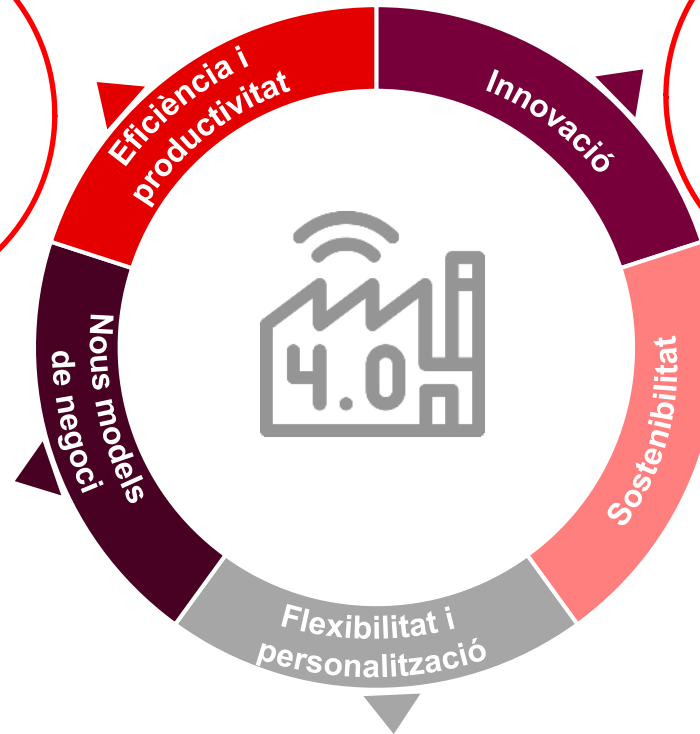 Eficiència i
productivitat
Innovació
Sostenibilitat
Flexibilitat i
personalització
Nous models
de negoci
4.0